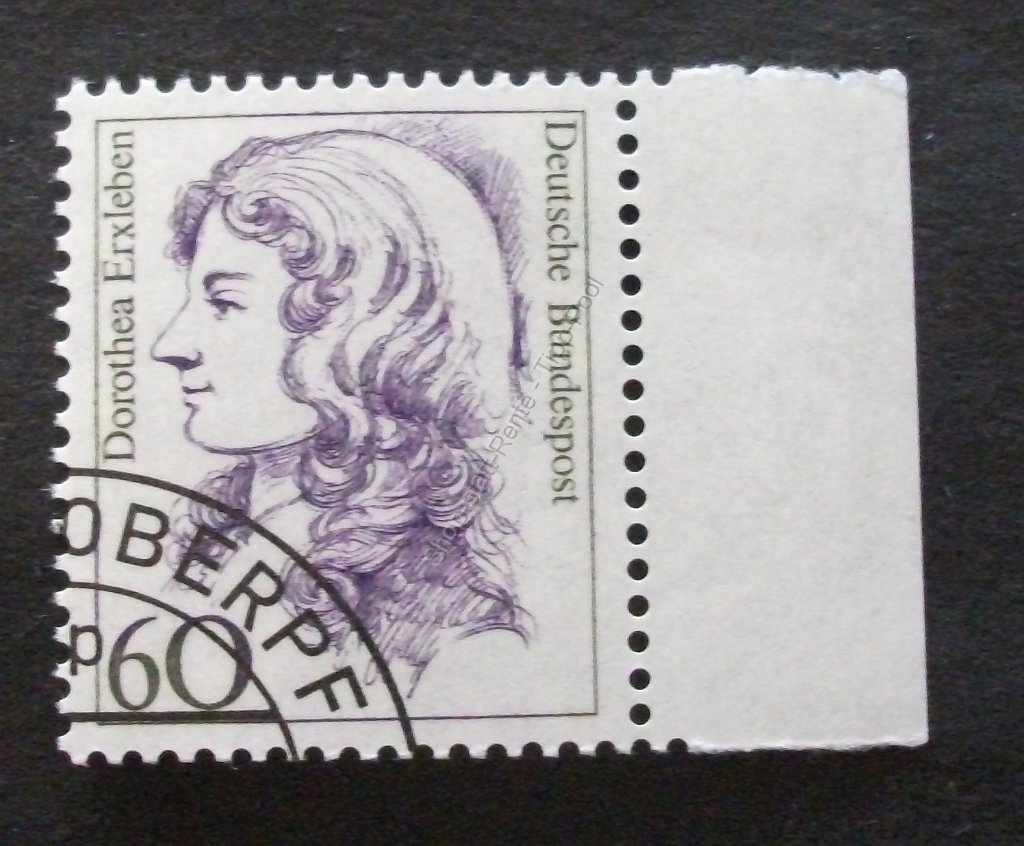 Dorothea Erxleben
Deutsche Bundespost
OBERPF
p
60